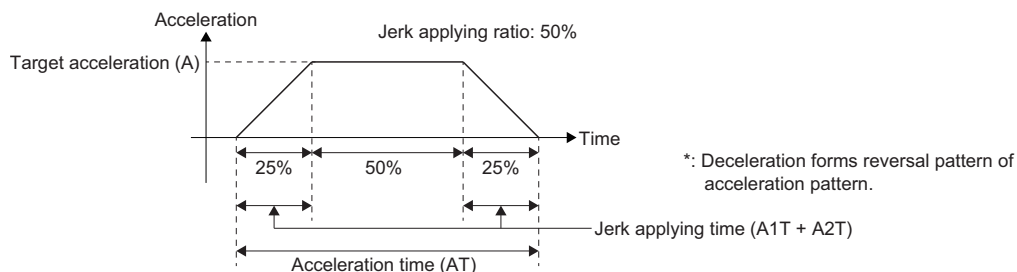 Acceleration
Jerk applying ratio: 50%
Target acceleration (A)
Time
25%
50%
25%
*: Deceleration forms reversal pattern of
acceleration pattern.
Jerk applying time (A1T + A2T)
Acceleration time (AT)